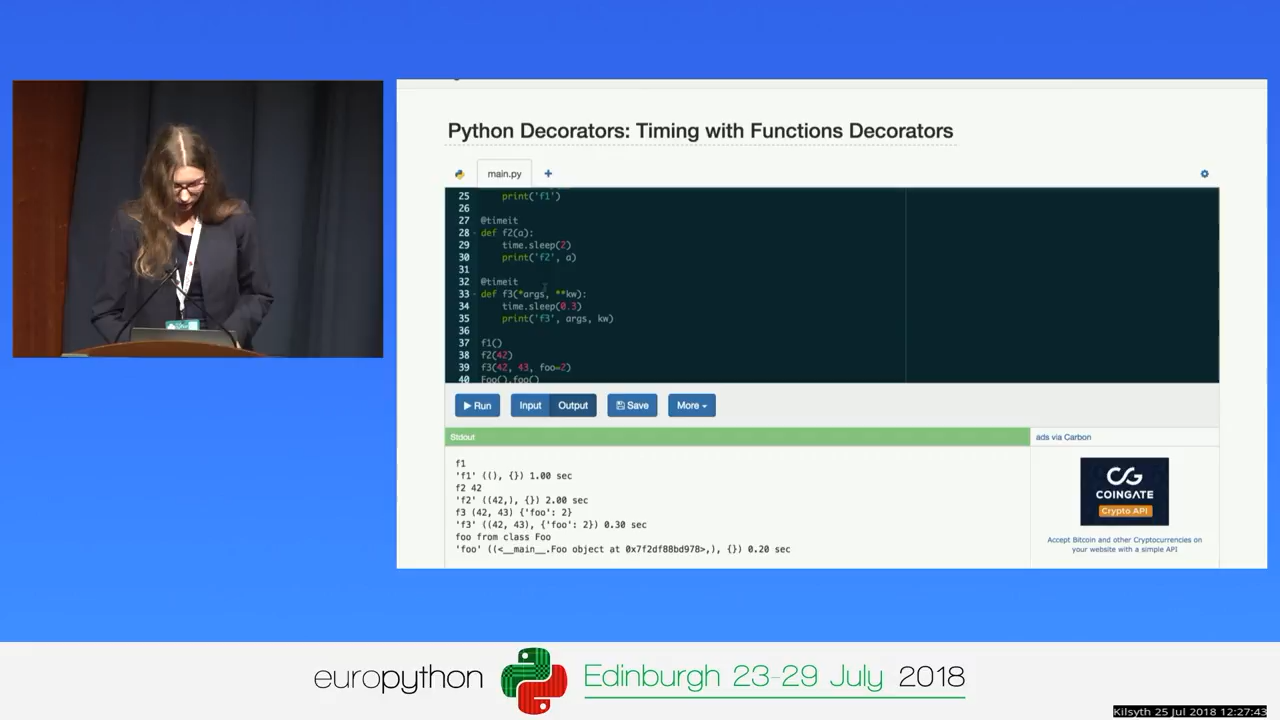 Python Decorators: Timing with Functions Decorators
main.py
25 print('f1')
26
27 @timeit
28 def f2(a):
29 time.sleep(2)
30 print('f2', a)
31
32 @timeit
33 def f3(*args, **kw):
34 time.sleep(0.3)
35 print('f3', args, kw)
36
37 f1()
38 f2(42)
39 f3(42, 43, foo=2)
40 Foo().foo()
Run Input Output Save More
Stdout
ads via Carbon
f1
'f1' ((), {}) 1.00 sec
f2 42
'f2' ((42,), {}) 2.00 sec
f3 (42, 43) {'foo': 2}
'f3' ((42, 43), {'foo': 2}) 0.30 sec
foo from class Foo
'foo' ((<__main__.Foo object at 0x7f2df88bd978>,), {}) 0.20 sec
CG
COINGATE
Crypto API
Accept Bitcoin and other Cryptocurrencies on
your website with a simple API
europython Edinburgh 23-29 July 2018
Kilsyth 25 Jul 2018 12:27:43